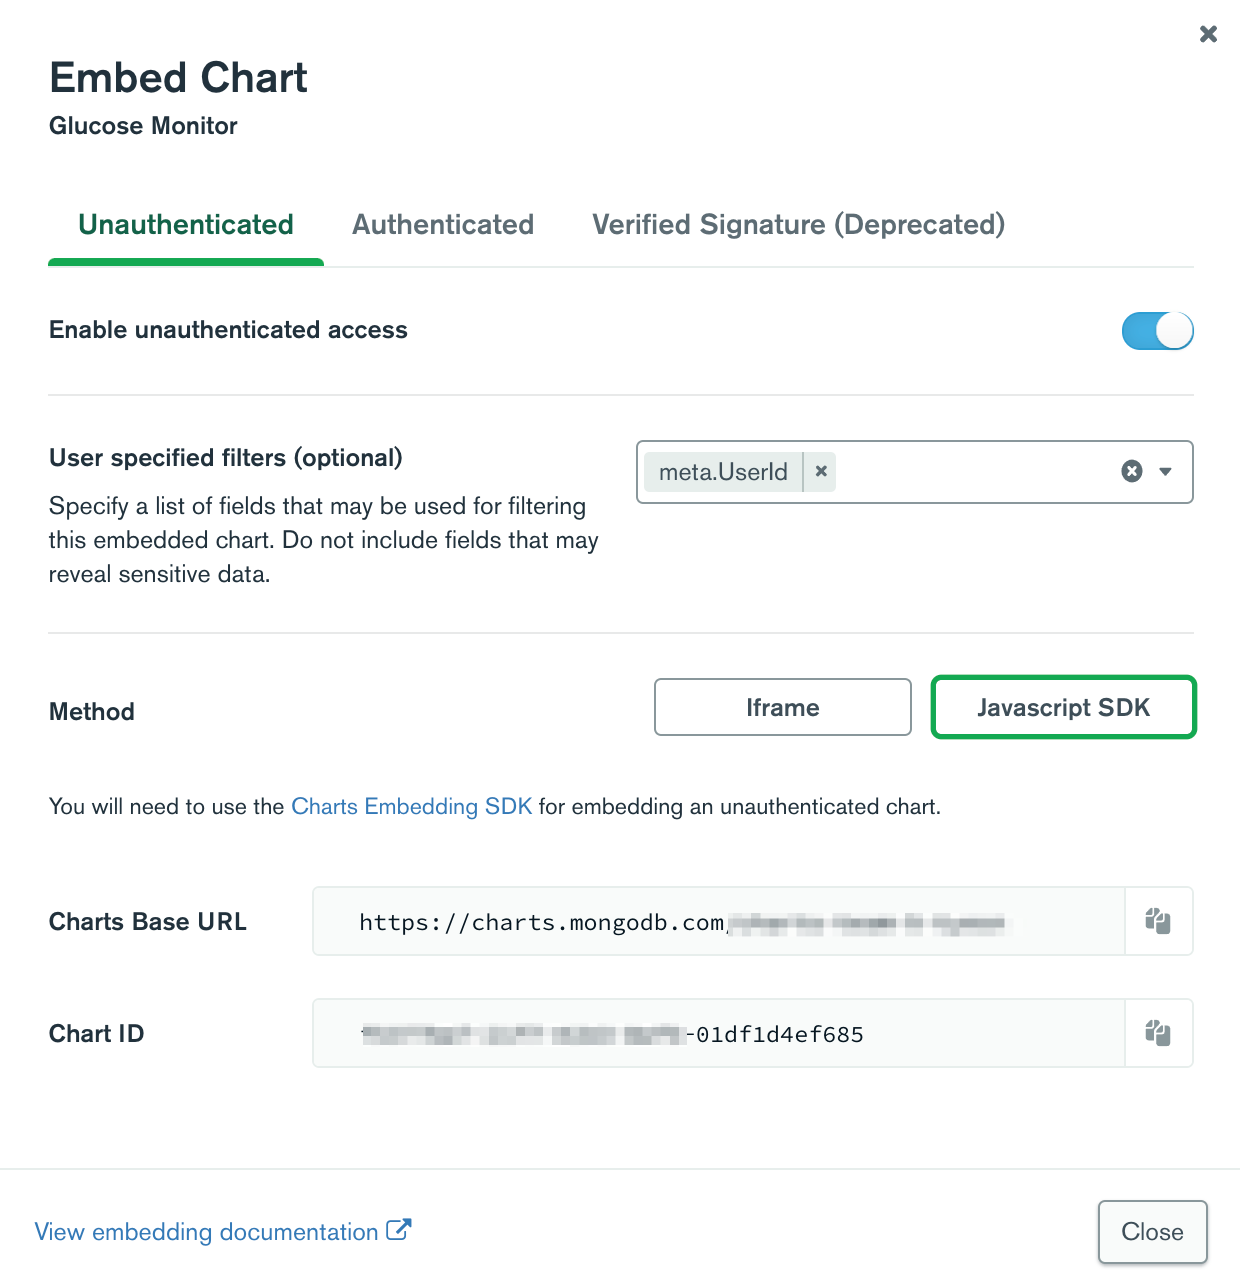 Embed Chart
Glucose Monitor
Unauthenticated Authenticated Verified Signature (Deprecated)
Enable unauthenticated access
User specified filters (optional)
Specify a list of fields that may be used for filtering
this embedded chart. Do not include fields that may
reveal sensitive data.
meta.UserId
Method Iframe Javascript SDK
You will need to use the Charts Embedding SDK for embedding an unauthenticated chart.
Charts Base URL https://charts.mongodb.com/
Chart ID -01df1d4ef685
View embedding documentation Close